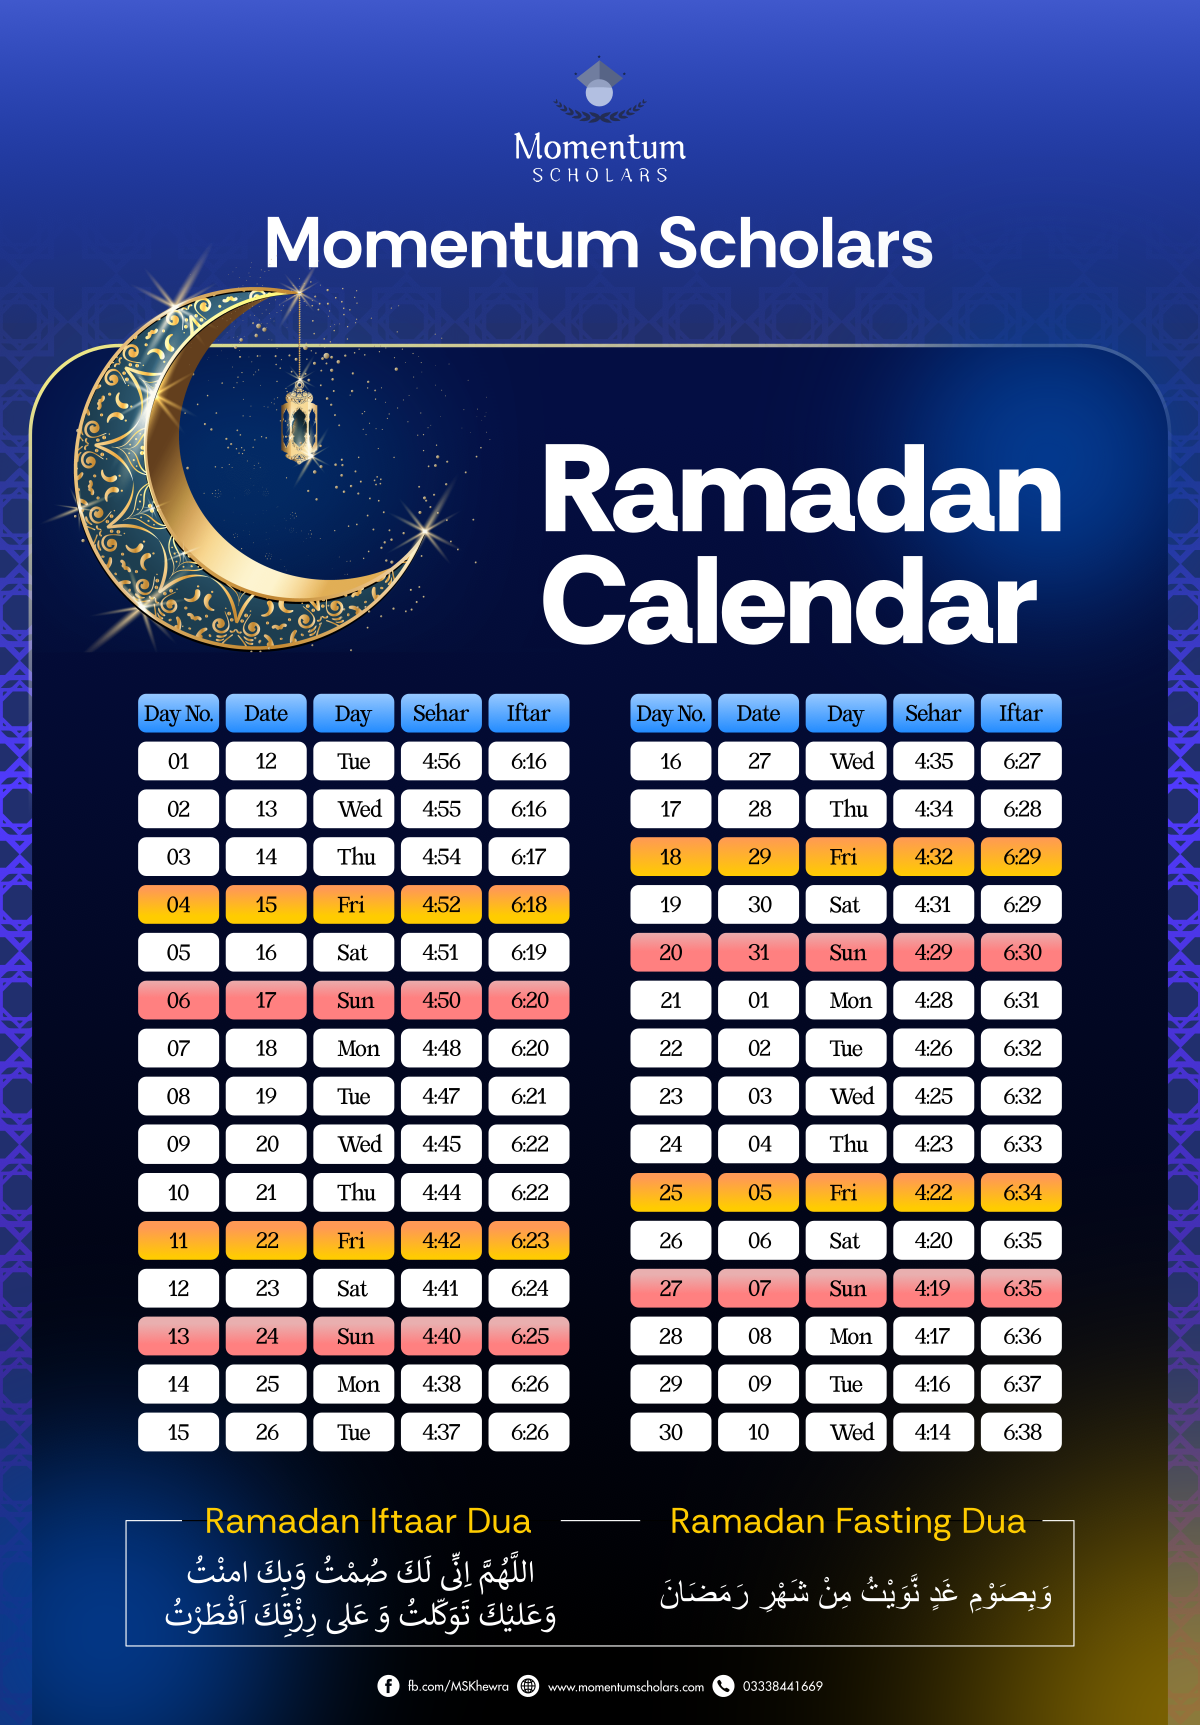 Momentum
SCHOLARS
Momentum Scholars
Ramadan
Calendar
Day No. Date Day Sehar Iftar
01 12 Tue 4:56 6:16
02 13 Wed 4:55 6:16
03 14 Thu 4:54 6:17
04 15 Fri 4:52 6:18
05 16 Sat 4:51 6:19
06 17 Sun 4:50 6:20
07 18 Mon 4:48 6:20
08 19 Tue 4:47 6:21
09 20 Wed 4:45 6:22
10 21 Thu 4:44 6:22
11 22 Fri 4:42 6:23
12 23 Sat 4:41 6:24
13 24 Sun 4:40 6:25
14 25 Mon 4:38 6:26
15 26 Tue 4:37 6:26
Day No. Date Day Sehar Iftar
16 27 Wed 4:35 6:27
17 28 Thu 4:34 6:28
18 29 Fri 4:32 6:29
19 30 Sat 4:31 6:29
20 31 Sun 4:29 6:30
21 01 Mon 4:28 6:31
22 02 Tue 4:26 6:32
23 03 Wed 4:25 6:32
24 04 Thu 4:23 6:33
25 05 Fri 4:22 6:34
26 06 Sat 4:20 6:35
27 07 Sun 4:19 6:35
28 08 Mon 4:17 6:36
29 09 Tue 4:16 6:37
30 10 Wed 4:14 6:38
Ramadan Iftaar Dua
اللَّهُمَّ اِنِّى لَكَ صُمْتُ وَبِكَ امنْتُ
وَعَليْكَ تَوَكّلتُ وَ عَلى رِزْقِكَ اَفْطَرْتُ
Ramadan Fasting Dua
وَبِصَوْمِ غَدٍ نَّوَيْتُ مِنْ شَهْرِ رَمَضَانَ
fb.com/MSKhewra www.momentumscholars.com 03338441669